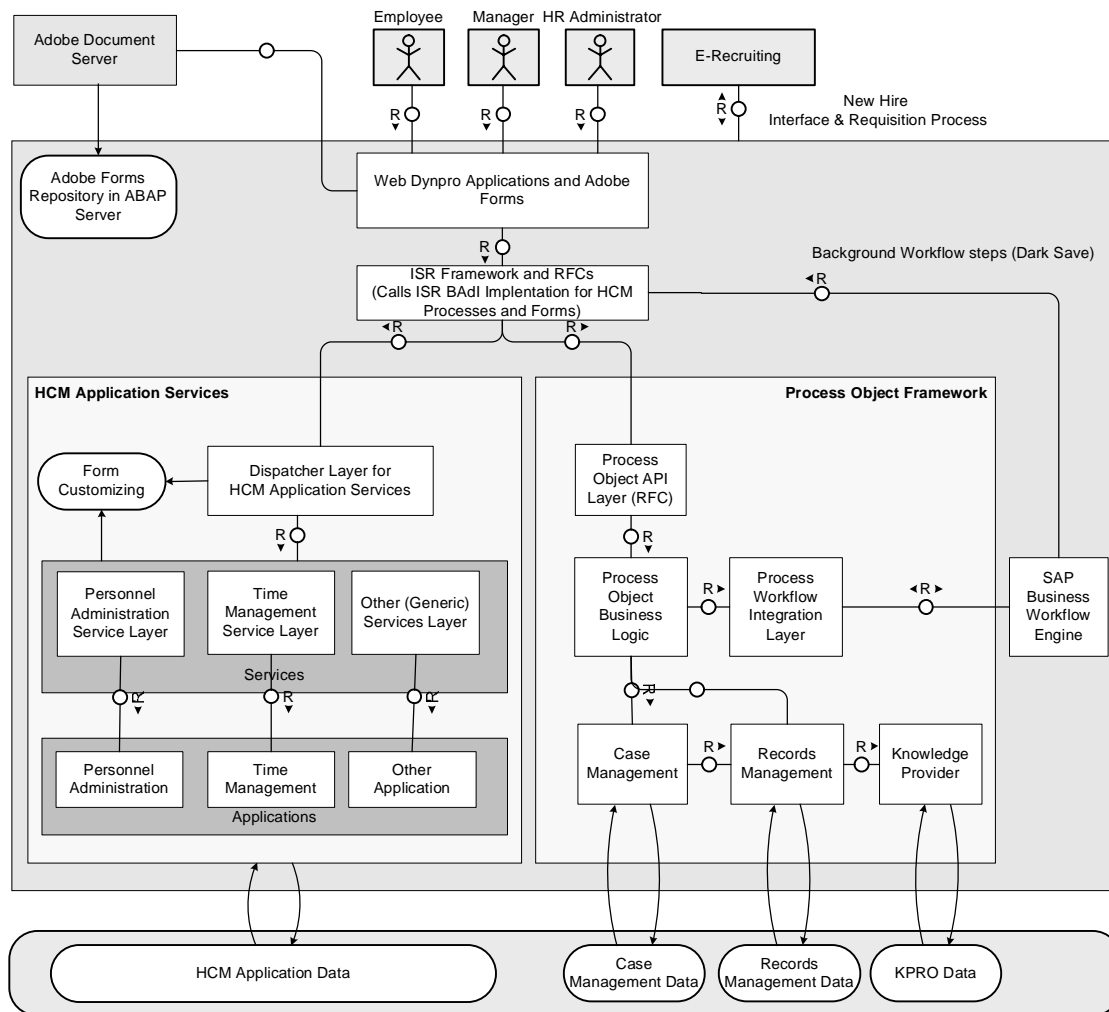 Employee
Manager
HR Administrator
Adobe Document
Server
E-Recruiting
R
R
R
R
New Hire
Interface & Requisition Process
Adobe Forms
Repository in ABAP
Server
Web Dynpro Applications and Adobe
Forms
R
Background Workflow steps (Dark Save)
R
ISR Framework and RFCs
(Calls ISR BAdI Implentation for HCM
Processes and Forms)
R
R
HCM Application Services
Process Object Framework
Form
Customizing
Dispatcher Layer for
HCM Application Services
Process
Object API
Layer (RFC)
R
R
Personnel
Administration
Service Layer
Time
Management
Service Layer
Other (Generic)
Services Layer
Services
Process
Object
Business
Logic
R
Process
Workflow
Integration
Layer
R
SAP
Business
Workflow
Engine
R
R
R
R
Personnel
Administration
Time
Management
Other
Application
Applications
Case
Management
R
Records
Management
R
Knowledge
Provider
HCM Application Data
Case
Management Data
Records
Management Data
KPRO Data